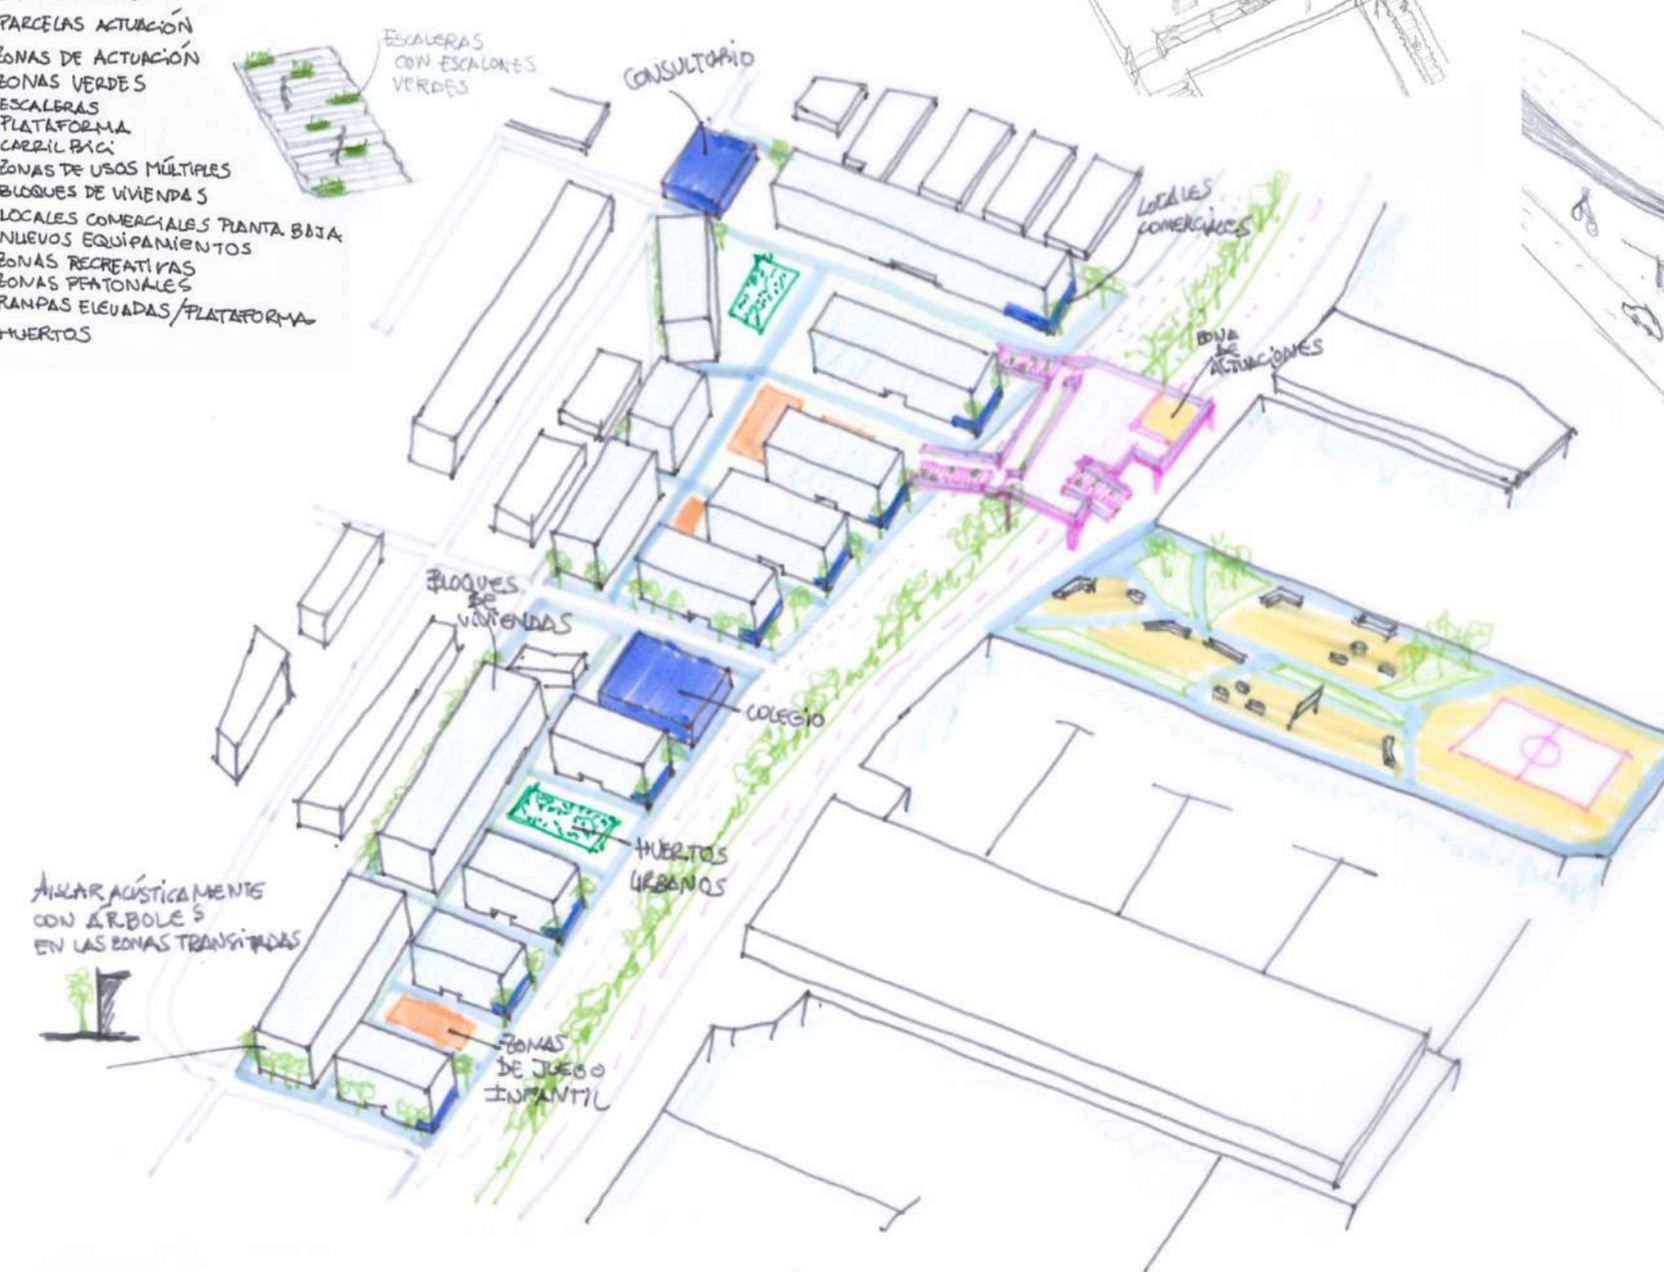 PARCELAS ACTUACIÓN
ZONAS DE ACTUACIÓN
ZONAS VERDES
ESCALERAS
PLATAFORMA
CARRIL BICI
ZONAS DE USOS MÚLTIPLES
BLOQUES DE VIVIENDAS
LOCALES COMERCIALES PLANTA BAJA
NUEVOS EQUIPAMIENTOS
ZONAS RECREATIVAS
ZONAS PEATONALES
RAMPAS ELEVADAS/PLATAFORMA
HUERTOS
ESCALERAS
CON ESCALONES
VERDES
CONSULTORIO
LOCALES
COMERCIALES
ZONA
DE
ACTUACIONES
BLOQUES
DE
VIVIENDAS
COLEGIO
HUERTOS
URBANOS
AISLAR ACÚSTICAMENTE
CON ÁRBOLES
EN LAS ZONAS TRANSITADAS
ZONAS
DE JUEGO
INFANTIL